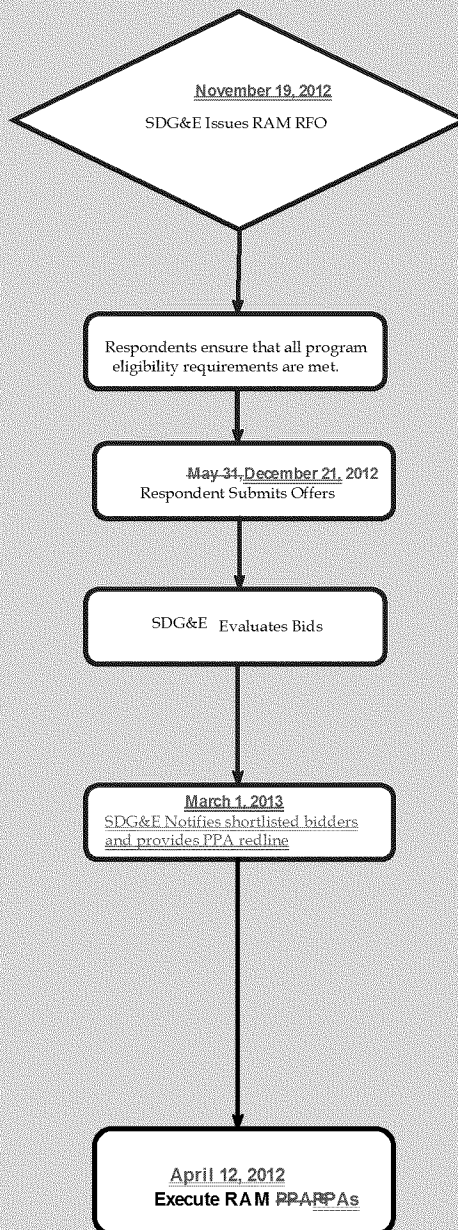 November 19, 2012
SDG&E Issues RAM RFO
Respondents ensure that all program
eligibility requirements are met.
May 31, December 21, 2012
Respondent Submits Offers
SDG&E Evaluates Bids
March 1, 2013
SDG&E Notifies shortlisted bidders
and provides PPA redline
April 12, 2012
Execute RAM PPAPPAs